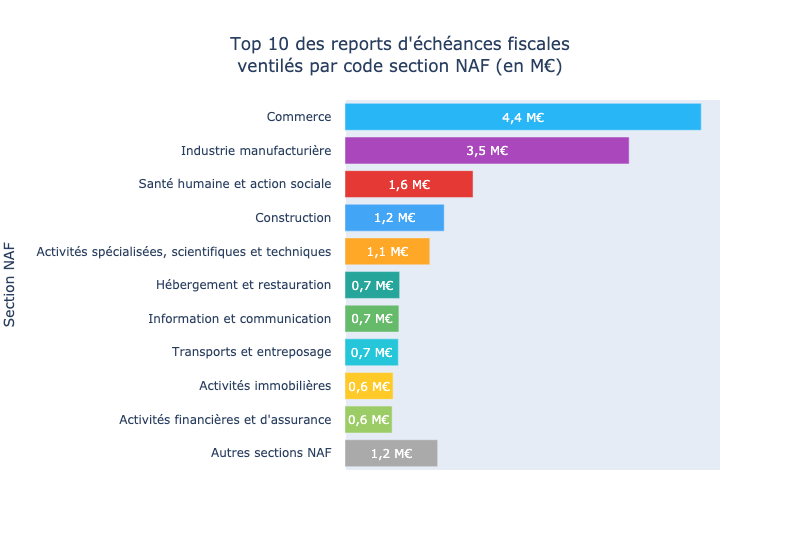 Top 10 des reports d'échéances fiscales
ventilés par code section NAF (en M€)
Section NAF
Commerce
4,4 M€
Industrie manufacturière
3,5 M€
Santé humaine et action sociale
1,6 M€
Construction
1,2 M€
Activités spécialisées, scientifiques et techniques
1,1 M€
Hébergement et restauration
0,7 M€
Information et communication
0,7 M€
Transports et entreposage
0,7 M€
Activités immobilières
0,6 M€
Activités financières et d'assurance
0,6 M€
Autres sections NAF
1,2 M€